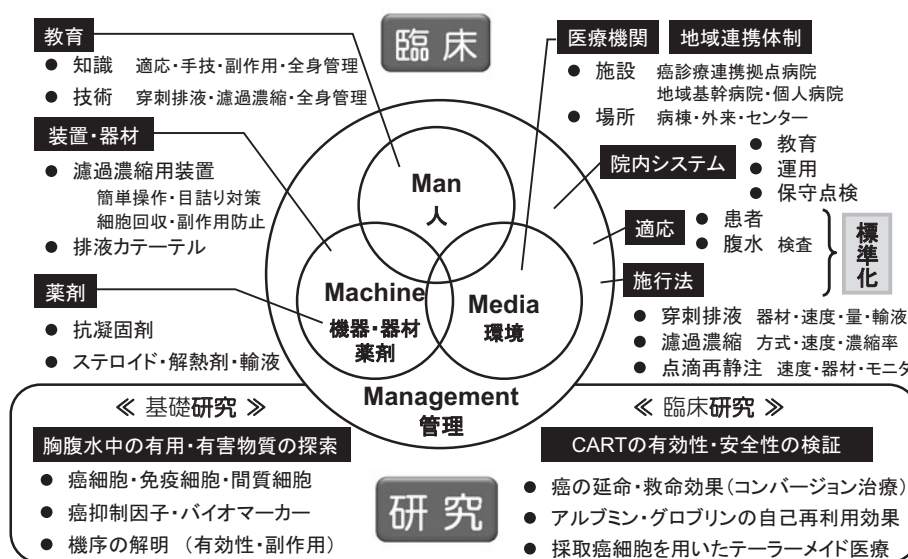 臨床
教育
● 知識 適応・手技・副作用・全身管理
● 技術 穿刺排液・濾過濃縮・全身管理
装置・器材
● 濾過濃縮用装置
簡単操作・目詰り対策
細胞回収・副作用防止
● 排液カテーテル
薬剤
● 抗凝固剤
● ステロイド・解熱剤・輸液
Man
人
Machine
機器・器材
薬剤
Media
環境
Management
管理
医療機関 地域連携体制
● 施設 癌診療連携拠点病院
地域基幹病院・個人病院
● 場所 病棟・外来・センター
院内システム
● 教育
● 運用
● 保守点検
適応
● 患者
● 腹水 検査
標準化
施行法
● 穿刺排液 器材・速度・量・輸液
● 濾過濃縮 方式・速度・濃縮率
● 点滴再静注 速度・器材・モニタ
≪ 基礎研究 ≫
胸腹水中の有用・有害物質の探索
● 癌細胞・免疫細胞・間質細胞
● 癌抑制因子・バイオマーカー
● 機序の解明 (有効性・副作用)
研究
≪ 臨床研究 ≫
CARTの有効性・安全性の検証
● 癌の延命・救命効果(コンバージョン治療)
● アルブミン・グロブリンの自己再利用効果
● 採取癌細胞を用いたテーラーメイド医療